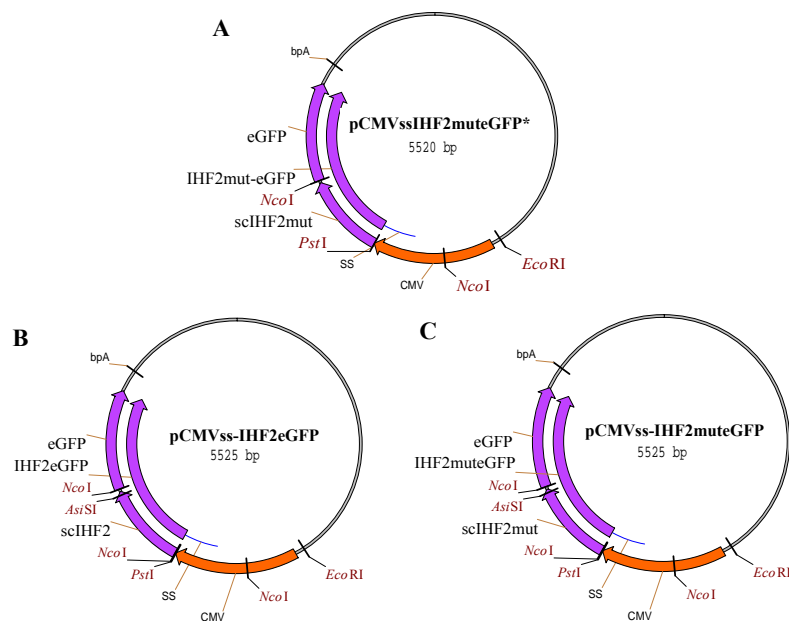 A
bpA
pCMVssIHF2muteGFP*
5520 bp
eGFP
IHF2mut-eGFP
NcoI
scIHF2mut
PstI
SS
CMV
NcoI
EcoRI
B
bpA
pCMVss-IHF2eGFP
5525 bp
eGFP
IHF2eGFP
NcoI
AsiSI
scIHF2
NcoI
PstI
SS
CMV
NcoI
EcoRI
C
bpA
pCMVss-IHF2muteGFP
5525 bp
eGFP
IHF2muteGFP
NcoI
AsiSI
scIHF2mut
NcoI
PstI
SS
CMV
NcoI
EcoRI